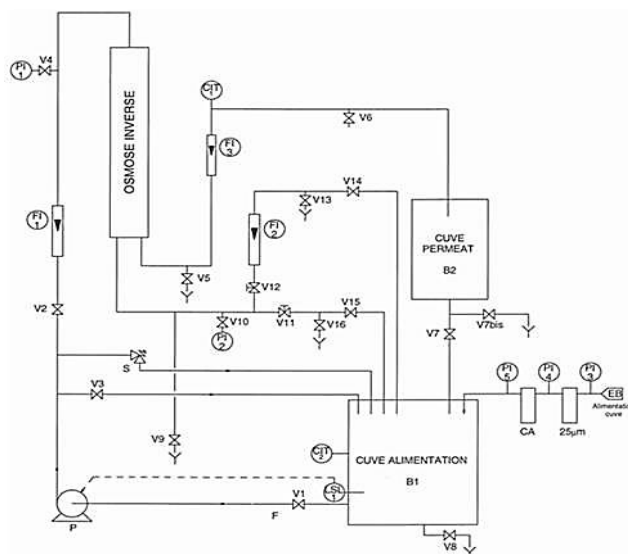 V4
PI
1
OSMOSE INVERSE
CIT
1
V6
FI
3
FI
1
V14
V13
FI
2
CUVE
PERMEAT
B2
V5
V12
V2
V15
V10
V11
V16
PI
2
V7
V7bis
S
PI
5
PI
4
PI
3
EB
Alimentation
cuve
V3
CA
25µm
V9
CIT
2
CUVE ALIMENTATION
B1
LSL
1
V1
P
F
V8